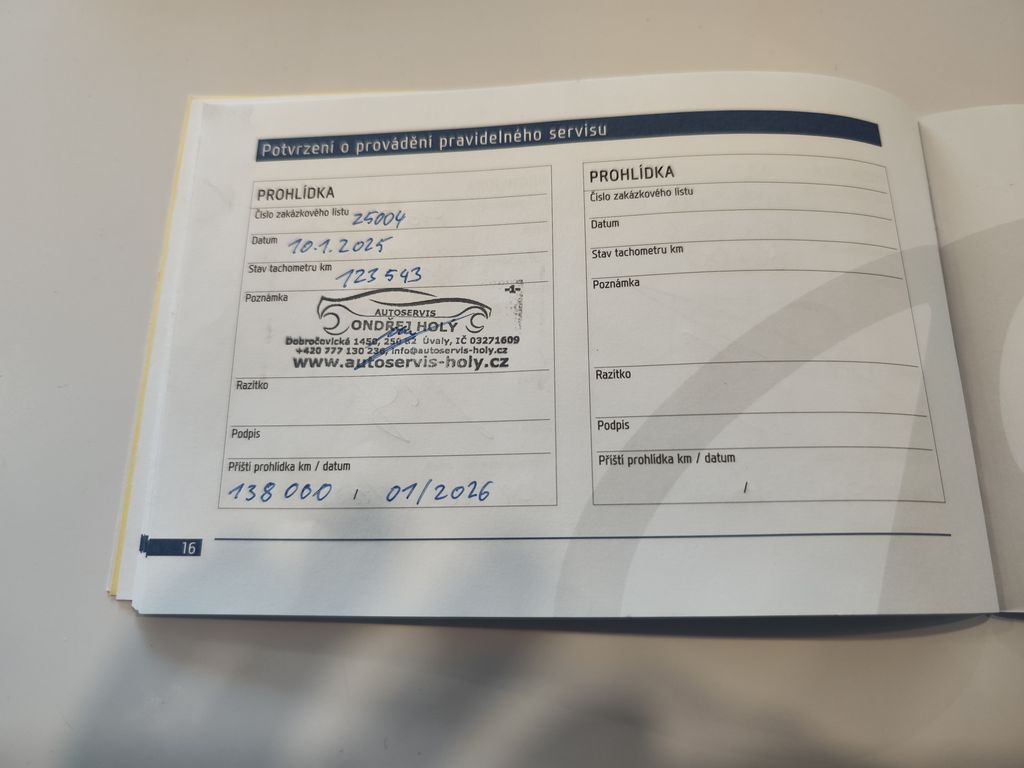 Potvrzení o provádění pravidelného servisu
PROHLÍDKA
Číslo zakázkového listu 25004
Datum 10.1.2025
Stav tachometru km 123 543
Poznámka
-1-
AUTOSERVIS
ONDŘEJ HOLÝ
Dobročovická 1450, 250 82 Úvaly, IČ 03271609
+420 777 130 236, info@autoservis-holy.cz
www.autoservis-holy.cz
Razítko
Podpis
Příští prohlídka km / datum
138 000 / 01/2026
PROHLÍDKA
Číslo zakázkového listu
Datum
Stav tachometru km
Poznámka
Razítko
Podpis
Příští prohlídka km / datum
/
16